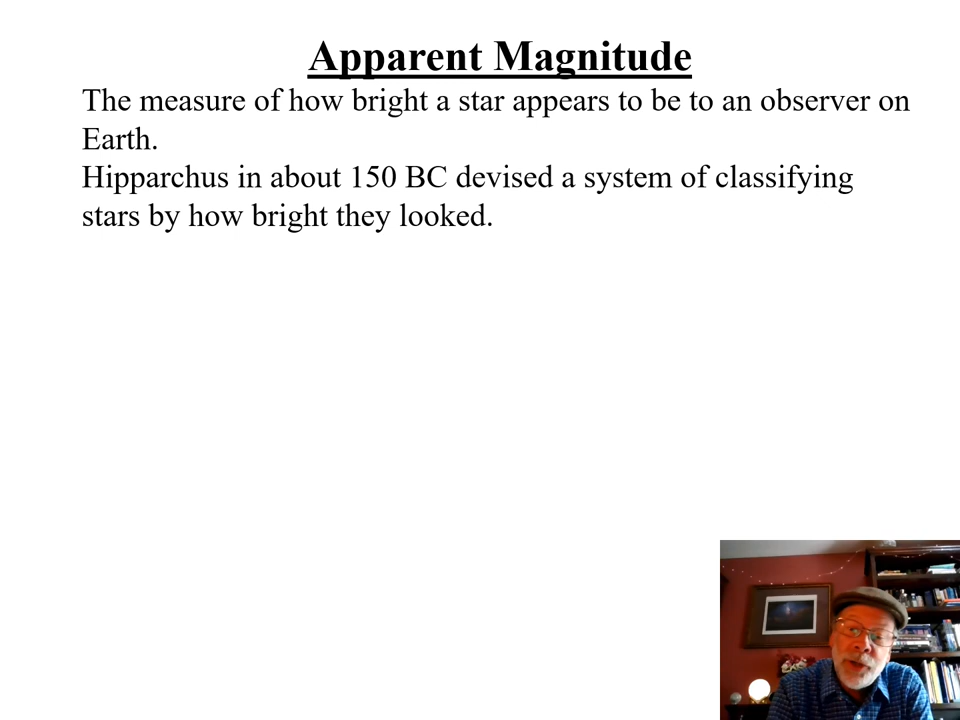 Apparent Magnitude
The measure of how bright a star appears to be to an observer on
Earth.
Hipparchus in about 150 BC devised a system of classifying
stars by how bright they looked.